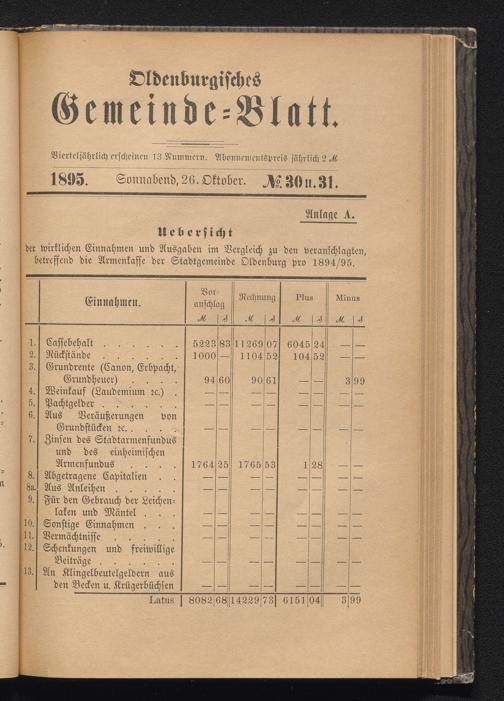 Oldenburgisches
Gemeinde-Blatt.
Vierteljährlich erscheinen 13 Nummern. Abonnementspreis jährlich 2 M
1895. Sonnabend, 26. Oktober. № 30 u. 31.
Anlage A.
Uebersicht
der wirklichen Einnahmen und Ausgaben im Vergleich zu den veranschlagten,
betreffend die Armenkasse der Stadtgemeinde Oldenburg pro 1894/95.
Einnahmen. Vor-anschlag Rechnung Plus Minus
M ₰ M ₰ M ₰ M ₰
1. Cassebehalt . . . . . . 5223 83 11269 07 6045 24 — —
2. Rückstände . . . . . . 1000 — 1104 52 104 52 — —
3. Grundrente (Canon, Erbpacht,
Grundheuer) . . . . 94 60 90 61 — — 3 99
4. Weinkauf (Laudemium ꝛc.) . — — — — — — — —
5. Pachtgelder . . . . . — — — — — — — —
6. Aus Veräußerungen von
Grundstücken ꝛc. . . . . — — — — — — — —
7. Zinsen des Stadtarmenfundus
und des einheimischen
Armenfundus . . . . 1764 25 1765 53 1 28 — —
8. Abgetragene Capitalien . . — — — — — — — —
8a. Aus Anleihen . . . . — — — — — — — —
9. Für den Gebrauch der Leichen-
laken und Mäntel . . . — — — — — — — —
10. Sonstige Einnahmen . . . — — — — — — — —
11. Vermächtnisse . . . . — — — — — — — —
12. Schenkungen und freiwillige
Beiträge . . . . . . — — — — — — — —
13. An Klingelbeutelgeldern aus
den Becken u. Krügerbüchsen — — — — — — — —
Latus 8082 68 14229 73 6151 04 3 99